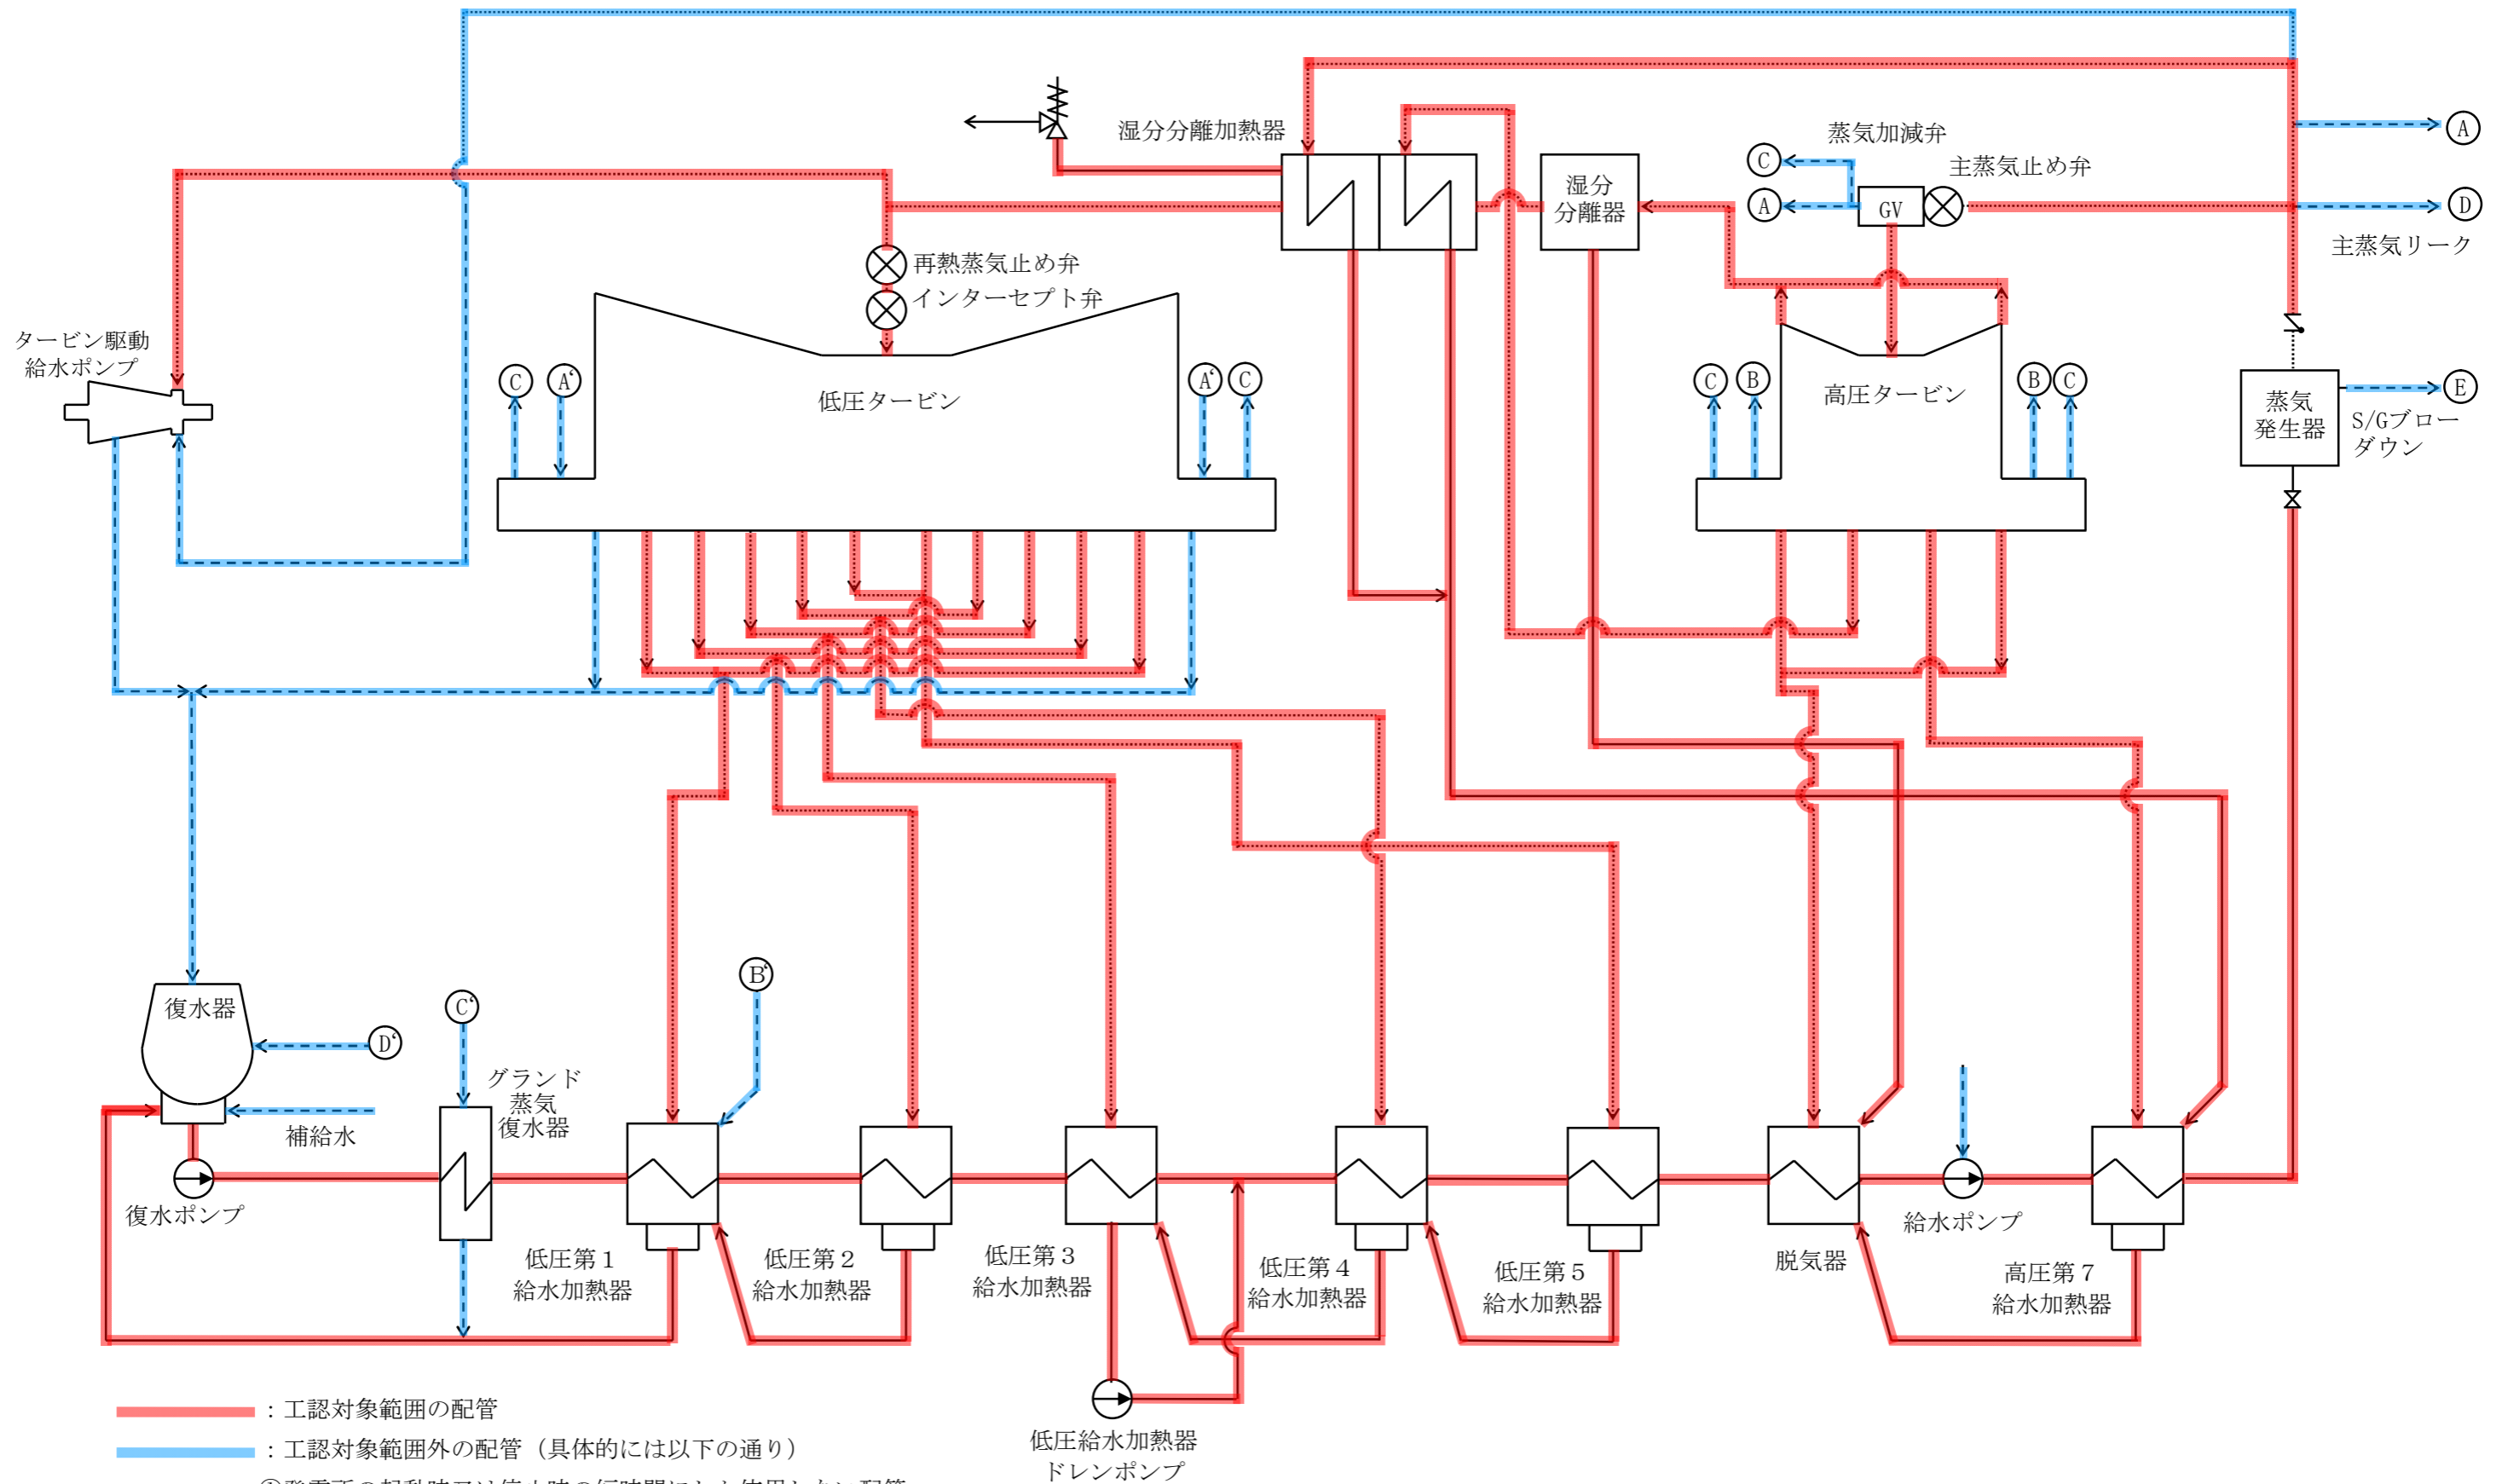 湿分分離加熱器
蒸気加減弁
主蒸気止め弁
A
C
A
GV
D
湿分
分離器
主蒸気リーク
再熱蒸気止め弁
インターセプト弁
タービン駆動
給水ポンプ
C
A‘
低圧タービン
A‘
C
C
B
高圧タービン
B
C
蒸気
発生器
E
S/Gブロー
ダウン
復水器
D‘
C‘
B‘
グランド
蒸気
復水器
補給水
復水ポンプ
低圧第1
給水加熱器
低圧第2
給水加熱器
低圧第3
給水加熱器
低圧第4
給水加熱器
低圧第5
給水加熱器
脱気器
給水ポンプ
高圧第7
給水加熱器
低圧給水加熱器
ドレンポンプ
:工認対象範囲の配管
:工認対象範囲外の配管(具体的には以下の通り)